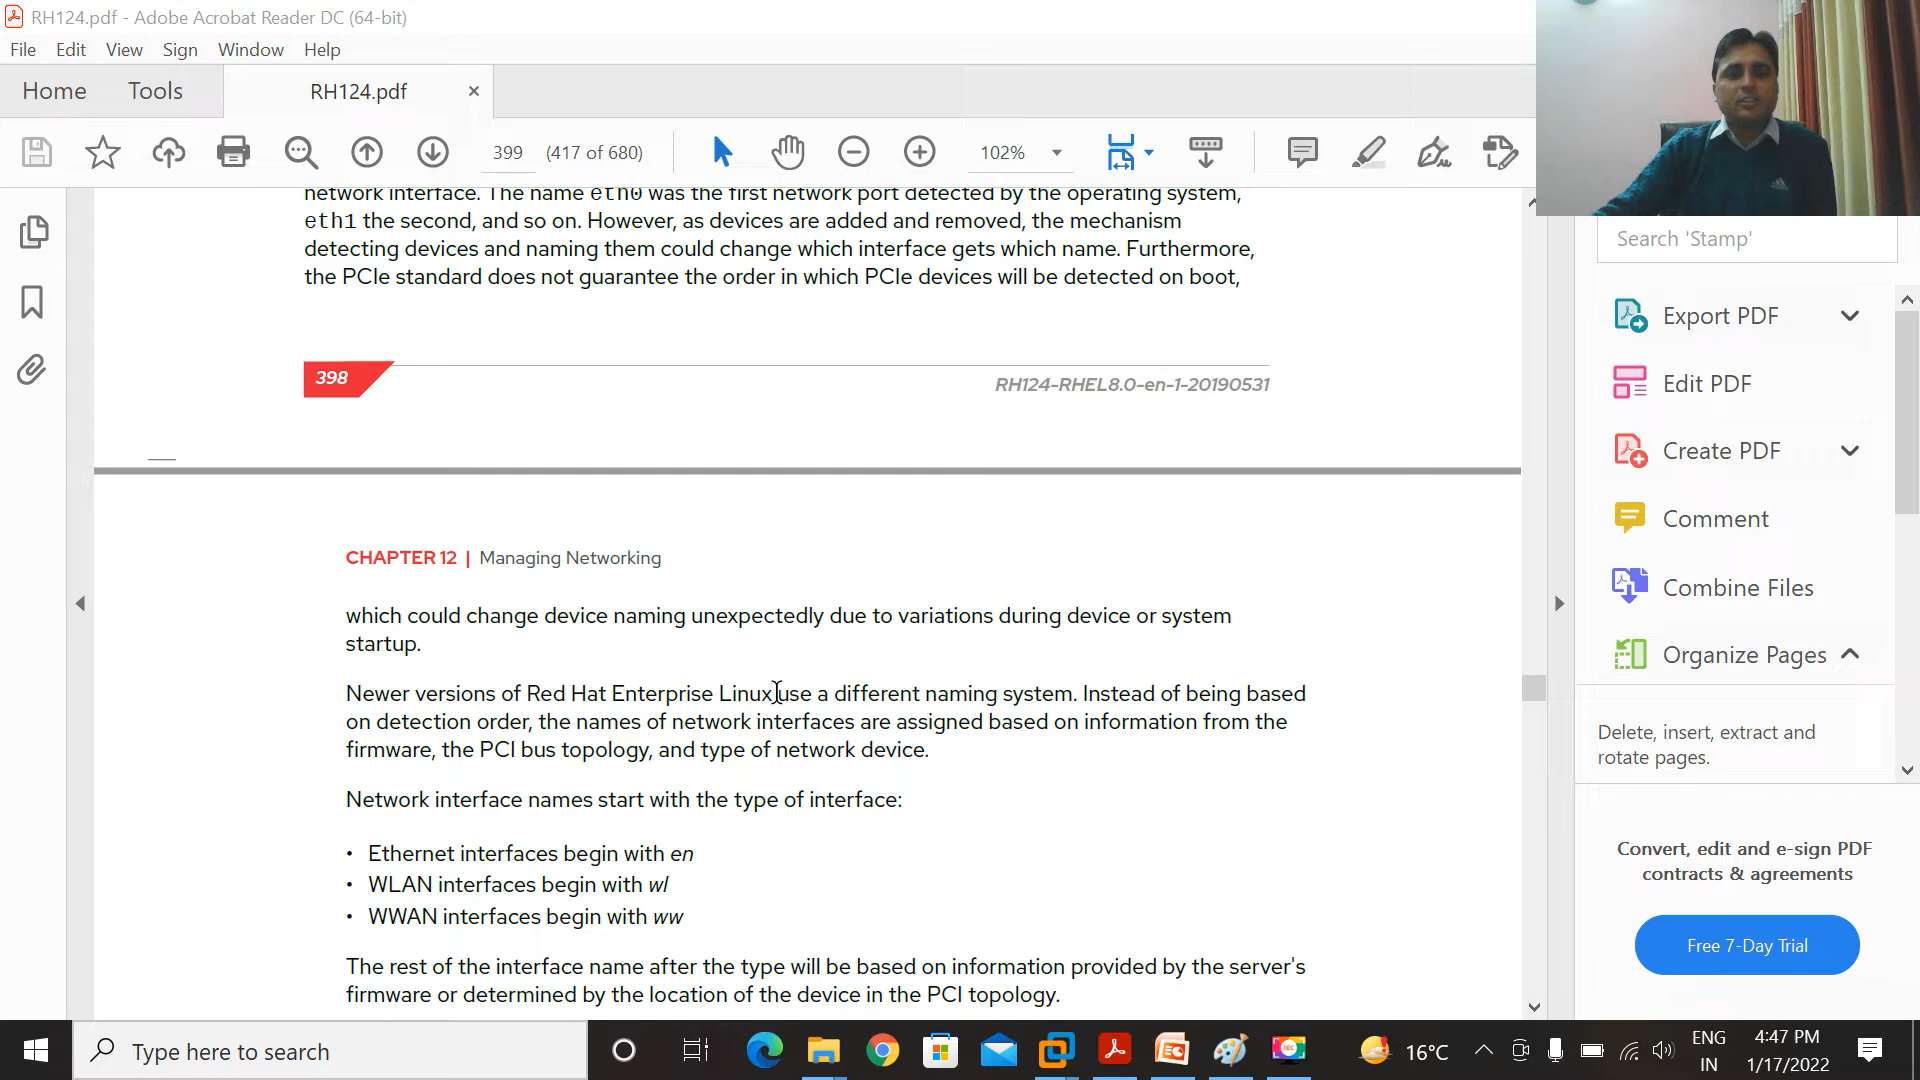 RH124.pdf - Adobe Acrobat Reader DC (64-bit)
File Edit View Sign Window Help
Home Tools RH124.pdf ×
399 (417 of 680) 102%
network interface. The name eth0 was the first network port detected by the operating system,
eth1 the second, and so on. However, as devices are added and removed, the mechanism
detecting devices and naming them could change which interface gets which name. Furthermore,
the PCIe standard does not guarantee the order in which PCIe devices will be detected on boot,
398
RH124-RHEL8.0-en-1-20190531
CHAPTER 12 | Managing Networking
which could change device naming unexpectedly due to variations during device or system
startup.
Newer versions of Red Hat Enterprise Linux use a different naming system. Instead of being based
on detection order, the names of network interfaces are assigned based on information from the
firmware, the PCI bus topology, and type of network device.
Network interface names start with the type of interface:
• Ethernet interfaces begin with en
• WLAN interfaces begin with wl
• WWAN interfaces begin with ww
The rest of the interface name after the type will be based on information provided by the server's
firmware or determined by the location of the device in the PCI topology.
Search 'Stamp'
Export PDF
Edit PDF
Create PDF
Comment
Combine Files
Organize Pages
Delete, insert, extract and
rotate pages.
Convert, edit and e-sign PDF
contracts & agreements
Free 7-Day Trial
Type here to search
16°C
ENG
IN
4:47 PM
1/17/2022